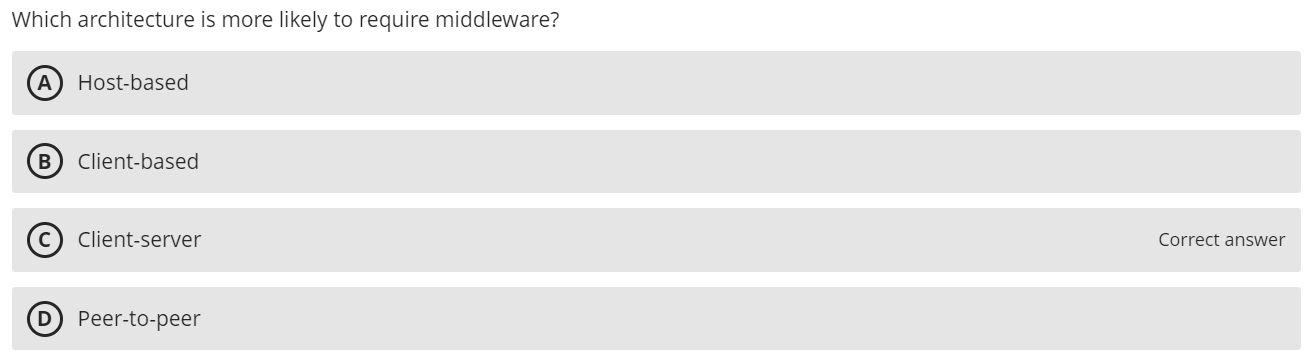 Which architecture is more likely to require middleware?
A Host-based
B Client-based
C Client-server Correct answer
D Peer-to-peer